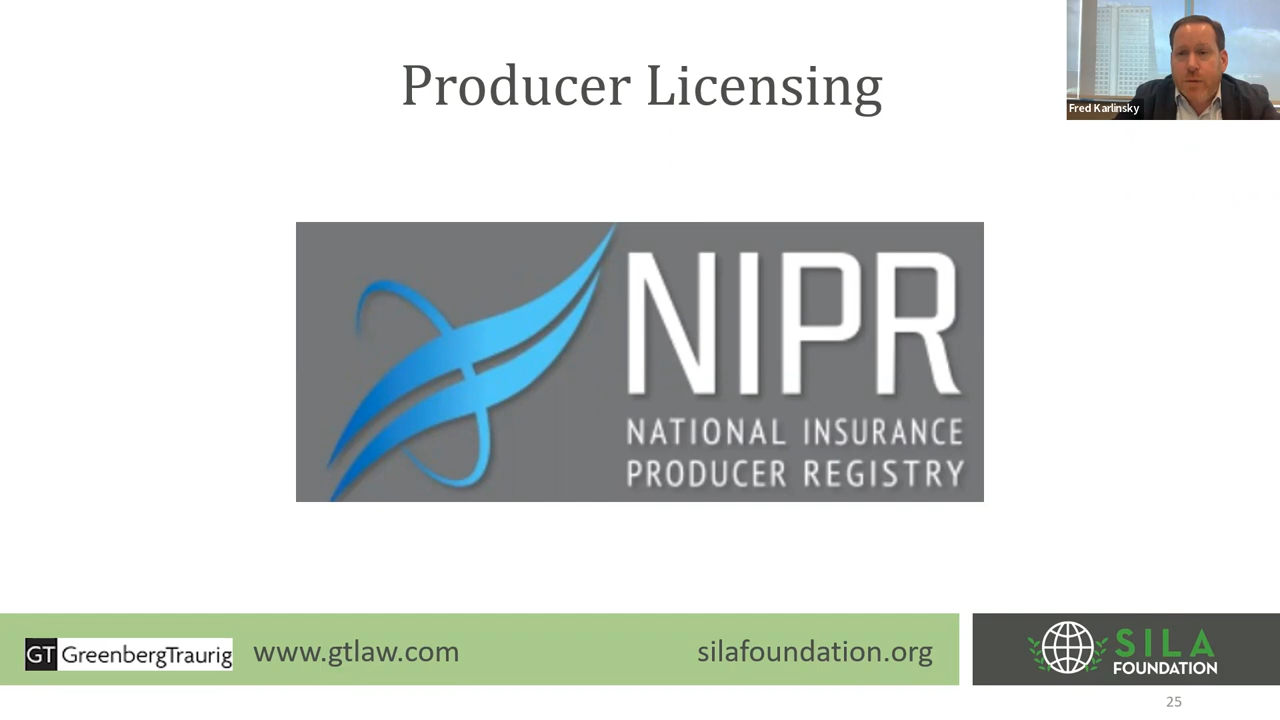 Producer Licensing
Fred Karlinsky
NIPR
NATIONAL INSURANCE
PRODUCER REGISTRY
GT GreenbergTraurig
www.gtlaw.com
silafoundation.org
SILA
FOUNDATION
25